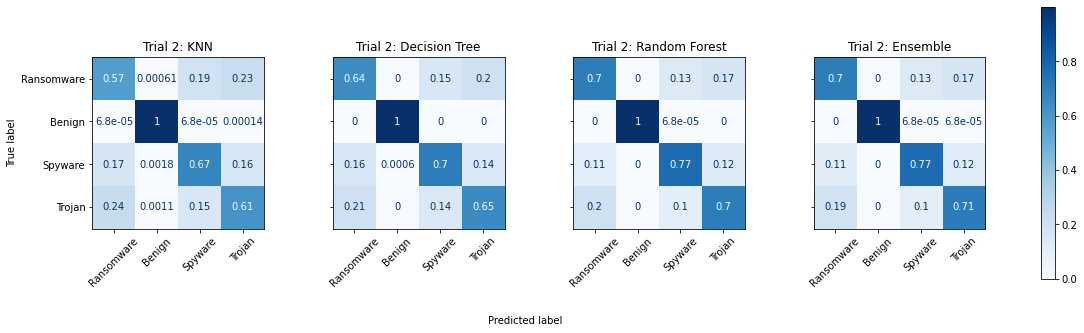 Trial 2: KNN
Trial 2: Decision Tree
Trial 2: Random Forest
Trial 2: Ensemble
True label
Ransomware 0.57 0.00061 0.19 0.23
Benign 6.8e-05 1 6.8e-05 0.00014
Spyware 0.17 0.0018 0.67 0.16
Trojan 0.24 0.0011 0.15 0.61
Ransomware Benign Spyware Trojan
0.64 0 0.15 0.2
0 1 0 0
0.16 0.0006 0.7 0.14
0.21 0 0.14 0.65
Ransomware Benign Spyware Trojan
0.7 0 0.13 0.17
0 1 6.8e-05 0
0.11 0 0.77 0.12
0.2 0 0.1 0.7
Ransomware Benign Spyware Trojan
0.7 0 0.13 0.17
0 1 6.8e-05 6.8e-05
0.11 0 0.77 0.12
0.19 0 0.1 0.71
Ransomware Benign Spyware Trojan
0.8
0.6
0.4
0.2
0.0
Predicted label